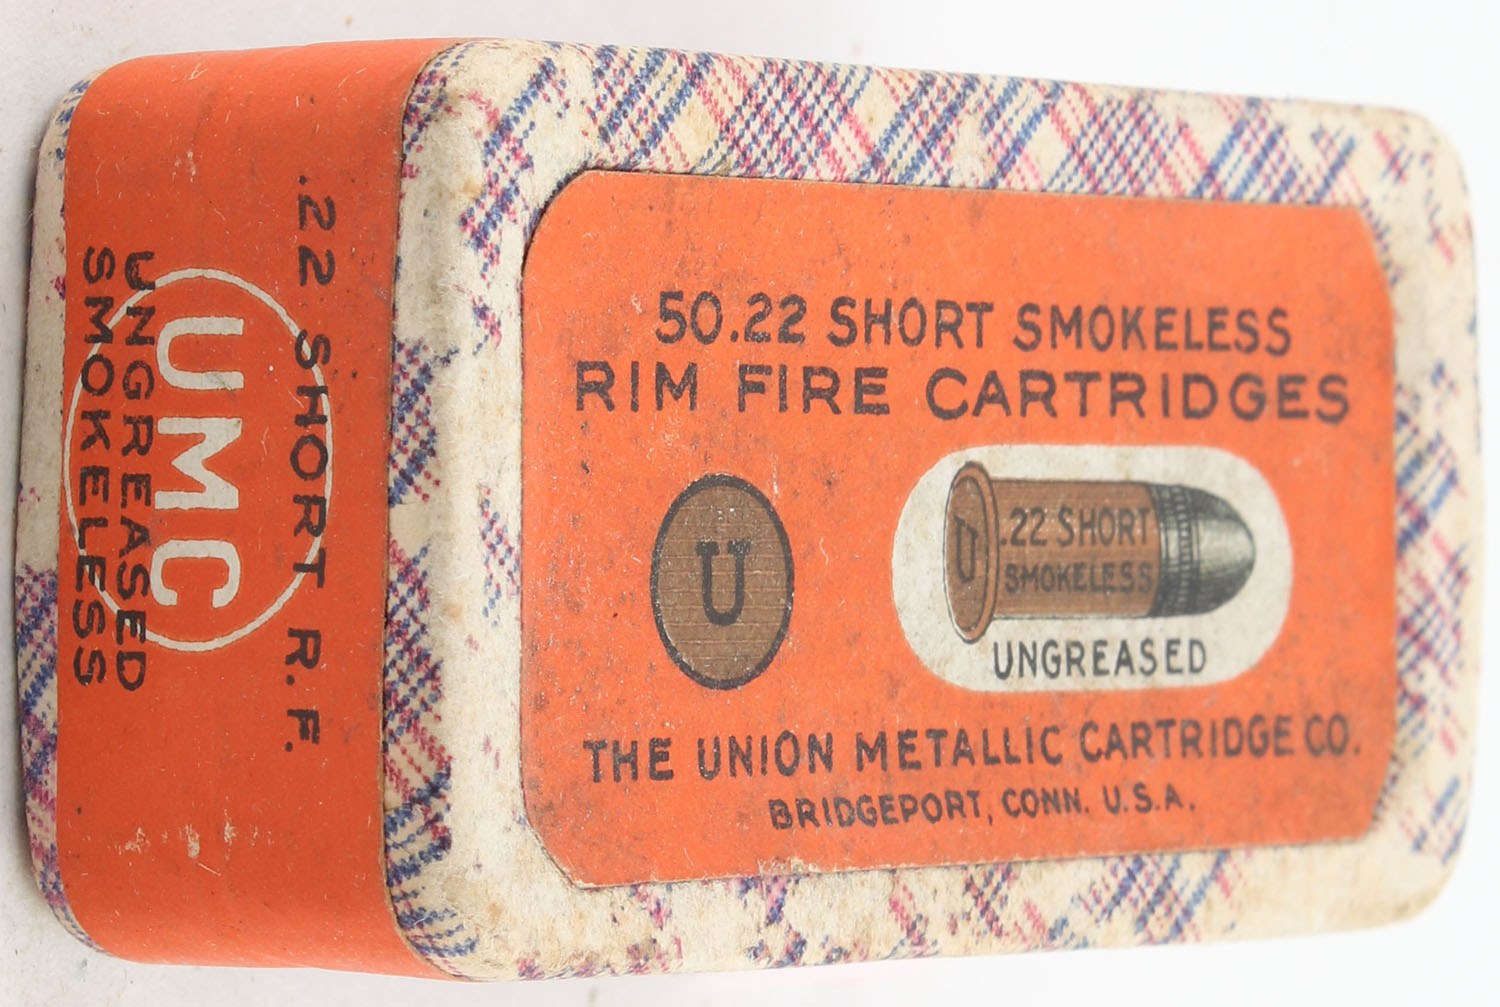 50.22 SHORT SMOKELESS
RIM FIRE CARTRIDGES
U
U
.22 SHORT
SMOKELESS
UNGREASED
THE UNION METALLIC CARTRIDGE CO.
BRIDGEPORT, CONN. U.S.A.
.22 SHORT R.F.
UMC
UNGREASED
SMOKELESS